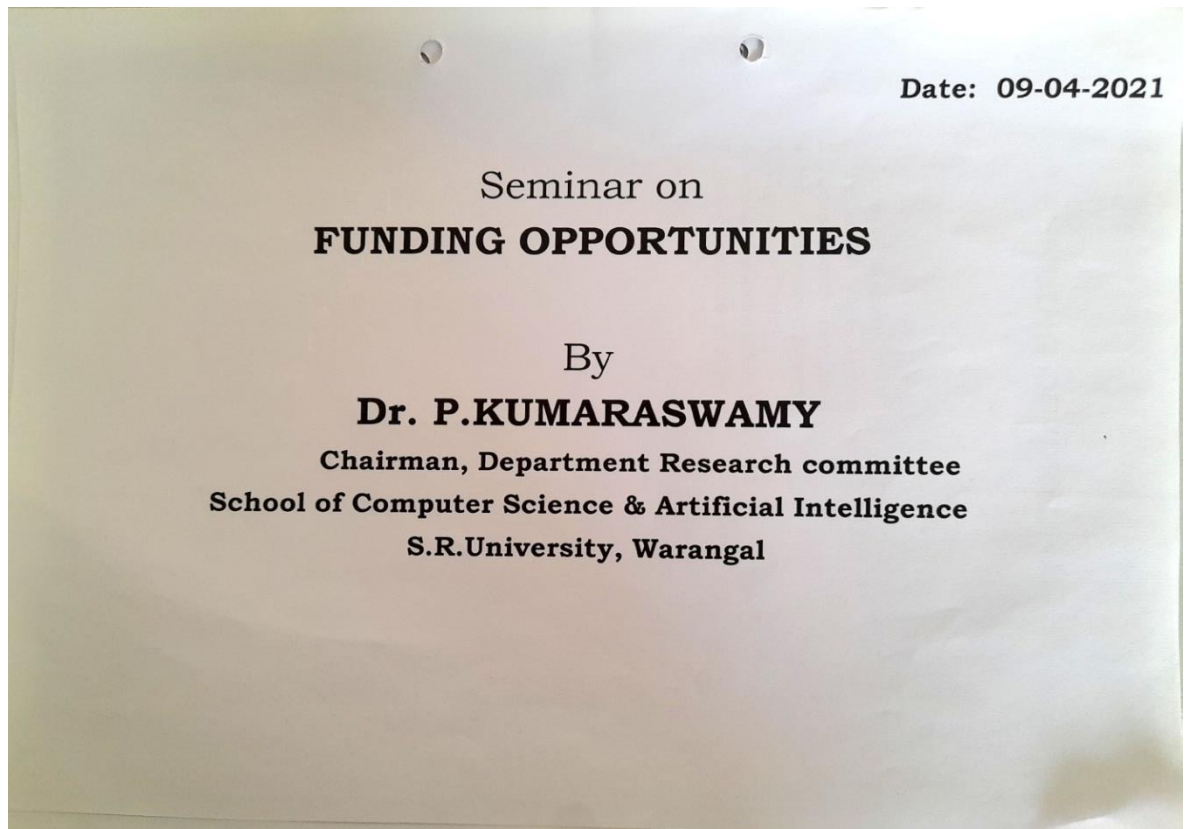 Date: 09-04-2021
Seminar on
FUNDING OPPORTUNITIES
By
Dr. P.KUMARASWAMY
Chairman, Department Research committee
School of Computer Science & Artificial Intelligence
S.R.University, Warangal